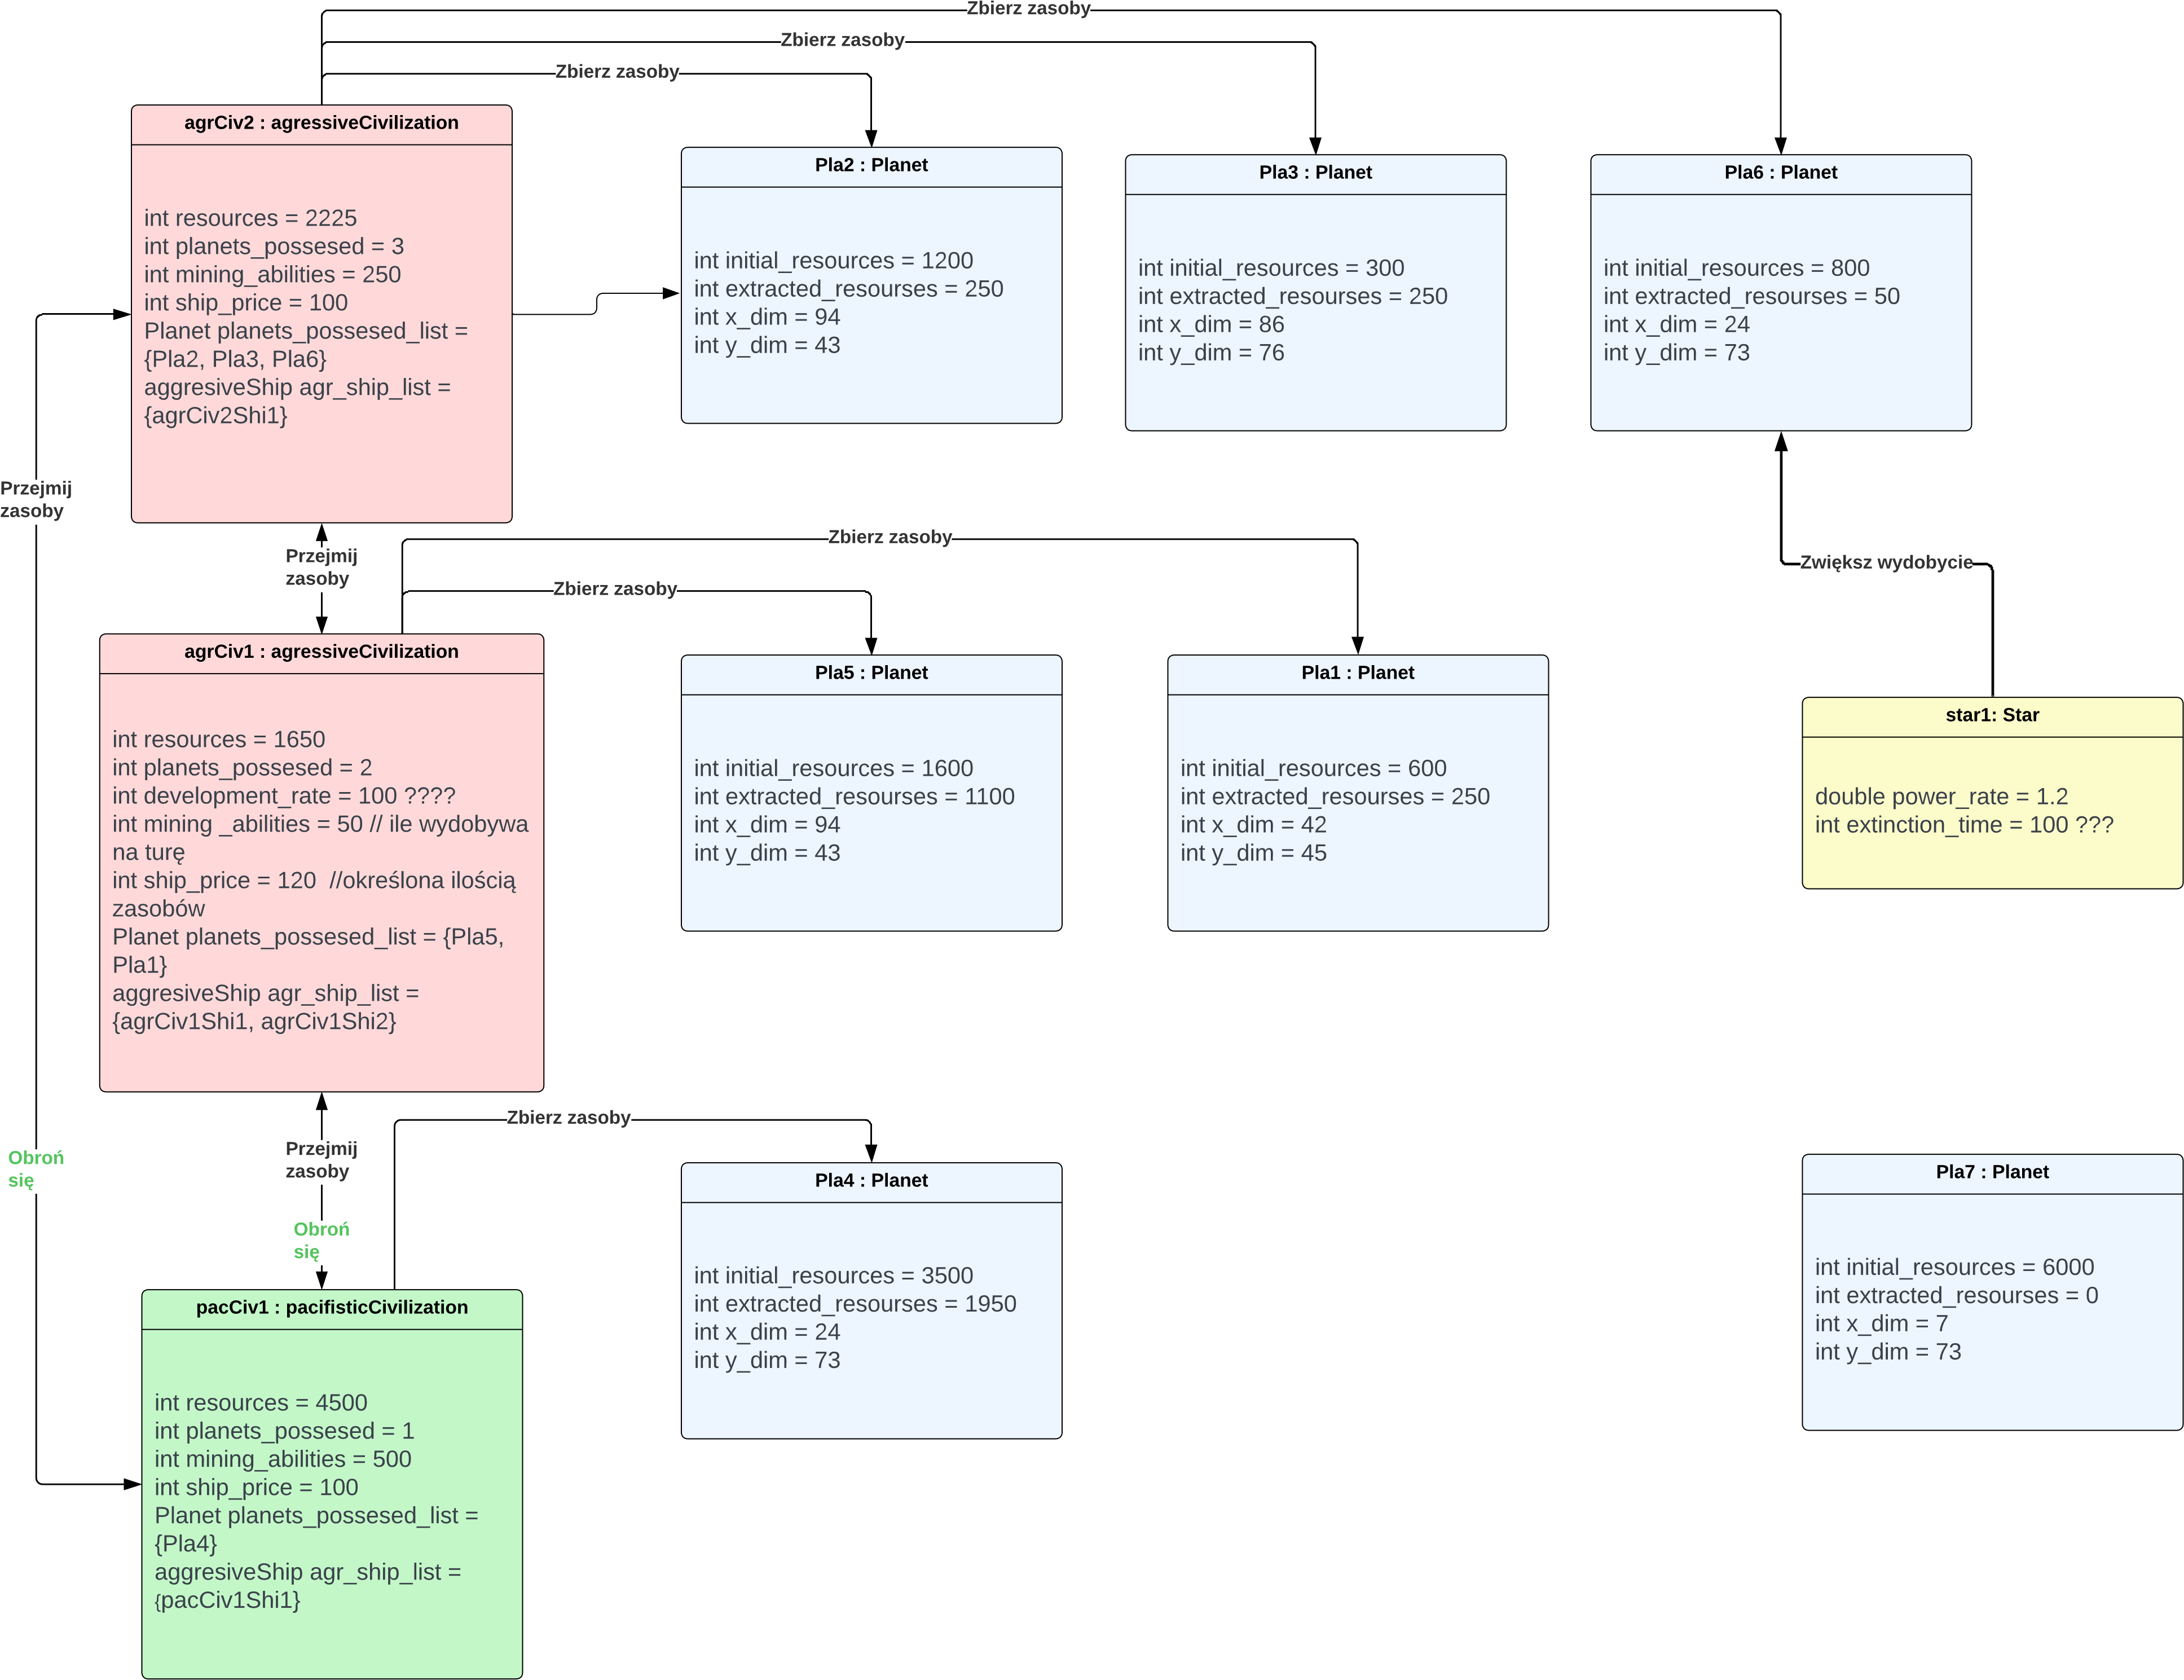 Zbierz zasoby
Zbierz zasoby
Zbierz zasoby
agrCiv2 : agressiveCivilization
int resources = 2225
int planets_possesed = 3
int mining_abilities = 250
int ship_price = 100
Planet planets_possesed_list =
{Pla2, Pla3, Pla6}
aggresiveShip agr_ship_list =
{agrCiv2Shi1}
Pla2 : Planet
int initial_resources = 1200
int extracted_resourses = 250
int x_dim = 94
int y_dim = 43
Pla3 : Planet
int initial_resources = 300
int extracted_resourses = 250
int x_dim = 86
int y_dim = 76
Pla6 : Planet
int initial_resources = 800
int extracted_resourses = 50
int x_dim = 24
int y_dim = 73
Przejmij
zasoby
Przejmij
zasoby
Zbierz zasoby
Zbierz zasoby
Zwiększ wydobycie
agrCiv1 : agressiveCivilization
int resources = 1650
int planets_possesed = 2
int development_rate = 100 ????
int mining _abilities = 50 // ile wydobywa
na turę
int ship_price = 120  //określona ilością
zasobów
Planet planets_possesed_list = {Pla5,
Pla1}
aggresiveShip agr_ship_list =
{agrCiv1Shi1, agrCiv1Shi2}
Pla5 : Planet
int initial_resources = 1600
int extracted_resourses = 1100
int x_dim = 94
int y_dim = 43
Pla1 : Planet
int initial_resources = 600
int extracted_resourses = 250
int x_dim = 42
int y_dim = 45
star1: Star
double power_rate = 1.2
int extinction_time = 100 ???
Obroń
się
Przejmij
zasoby
Obroń
się
Zbierz zasoby
pacCiv1 : pacifisticCivilization
int resources = 4500
int planets_possesed = 1
int mining_abilities = 500
int ship_price = 100
Planet planets_possesed_list =
{Pla4}
aggresiveShip agr_ship_list =
{pacCiv1Shi1}
Pla4 : Planet
int initial_resources = 3500
int extracted_resourses = 1950
int x_dim = 24
int y_dim = 73
Pla7 : Planet
int initial_resources = 6000
int extracted_resourses = 0
int x_dim = 7
int y_dim = 73